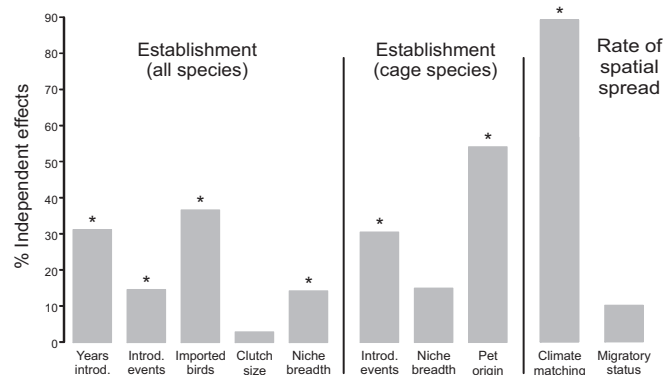 % Independent effects
90
80
70
60
50
40
30
20
10
0
Establishment
(all species)
Establishment
(cage species)
Rate of
spatial
spread
*
*
*
*
*
*
*
Years
introd.
Introd.
events
Imported
birds
Clutch
size
Niche
breadth
Introd.
events
Niche
breadth
Pet
origin
Climate
matching
Migratory
status